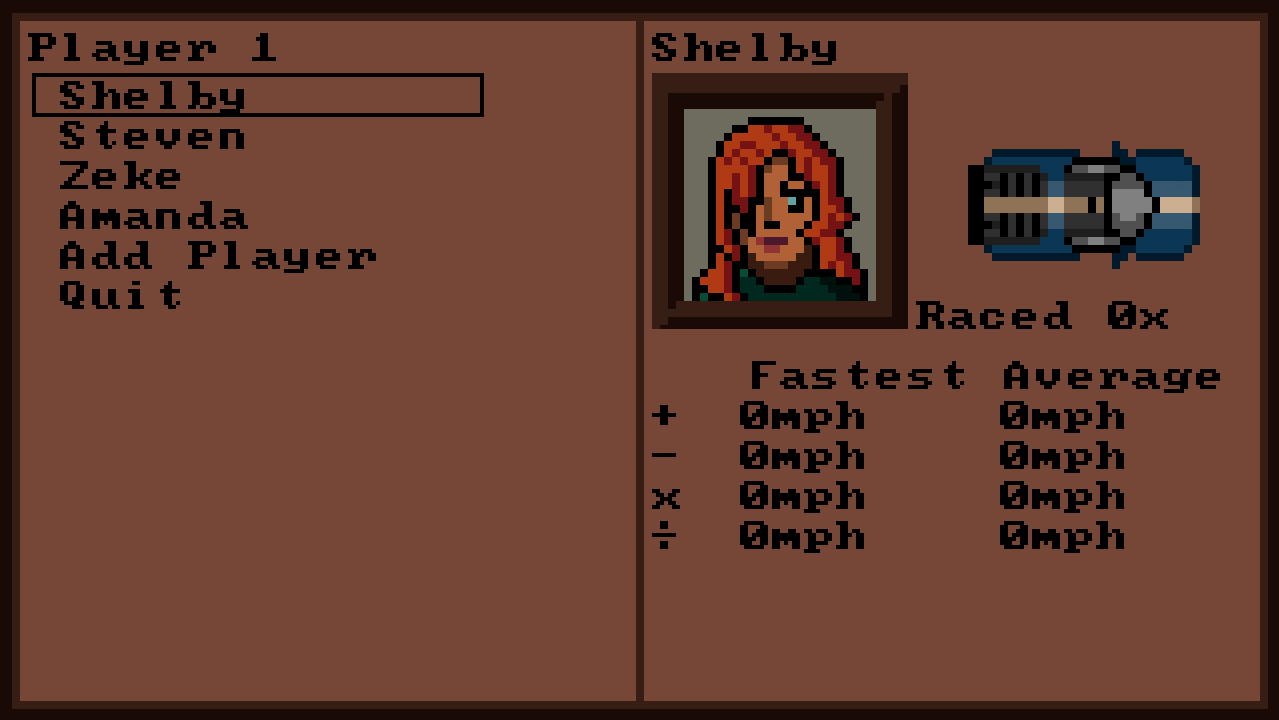 Player 1
Shelby
Steven
Zeke
Amanda
Add Player
Quit
Shelby
Raced 0x
Fastest Average
+ 0mph 0mph
- 0mph 0mph
x 0mph 0mph
÷ 0mph 0mph